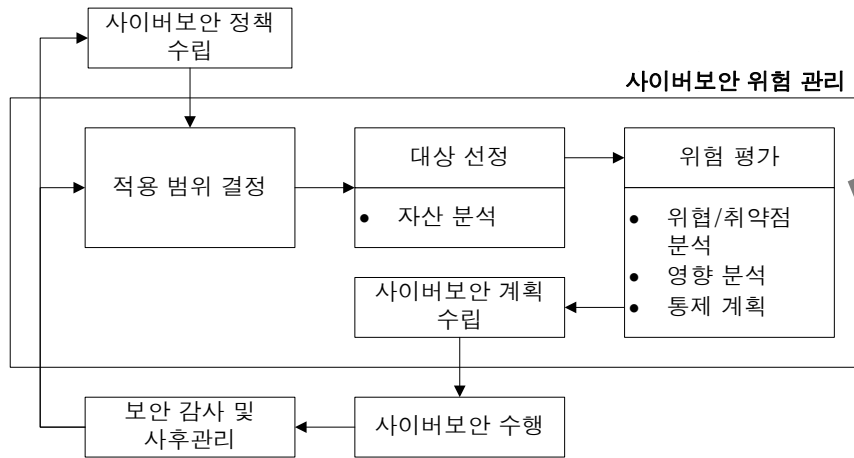 사이버보안 정책
수립
사이버보안 위험 관리
적용 범위 결정
대상 선정
• 자산 분석
위험 평가
• 위협/취약점
분석
• 영향 분석
• 통제 계획
사이버보안 계획
수립
사이버보안 수행
보안 감사 및
사후관리